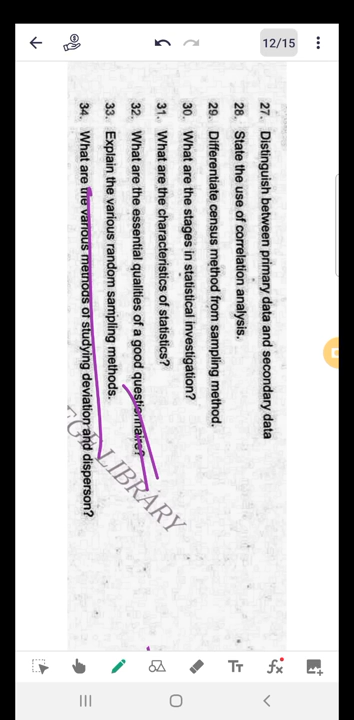 12/15
27. Distinguish between primary data and secondary data
28. State the use of correlation analysis.
29. Differentiate census method from sampling method.
30. What are the stages in statistical investigation?
31. What are the characteristics of statistics?
32. What are the essential qualities of a good questionnaire?
33. Explain the various random sampling methods.
34. What are the various methods of studying deviation and disperson?
LIBRARY
Tт
fx